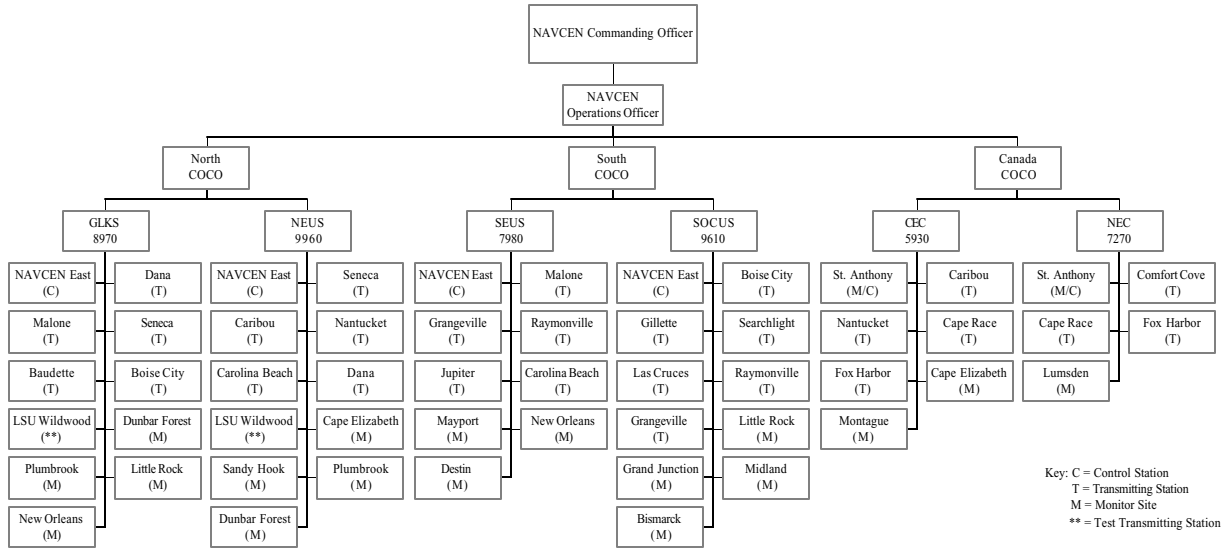 NAVCEN Commanding Officer
NAVCEN
Operations Officer
North
COCO
South
COCO
Canada
COCO
GLKS
8970
NEUS
9960
SEUS
7980
SOCUS
9610
CEC
5930
NEC
7270
NAVCEN East
(C)
Dana
(T)
Malone
(T)
Seneca
(T)
Baudette
(T)
Boise City
(T)
LSU Wildwood
(**)
Dunbar Forest
(M)
Plumbrook
(M)
Little Rock
(M)
New Orleans
(M)
NAVCEN East
(C)
Seneca
(T)
Caribou
(T)
Nantucket
(T)
Carolina Beach
(T)
Dana
(T)
LSU Wildwood
(**)
Cape Elizabeth
(M)
Sandy Hook
(M)
Plumbrook
(M)
Dunbar Forest
(M)
NAVCEN East
(C)
Malone
(T)
Grangeville
(T)
Raymonville
(T)
Jupiter
(T)
Carolina Beach
(T)
Mayport
(M)
New Orleans
(M)
Destin
(M)
NAVCEN East
(C)
Boise City
(T)
Gillette
(T)
Searchlight
(T)
Las Cruces
(T)
Raymonville
(T)
Grangeville
(T)
Little Rock
(M)
Grand Junction
(M)
Midland
(M)
Bismarck
(M)
St. Anthony
(M/C)
Caribou
(T)
Nantucket
(T)
Cape Race
(T)
Fox Harbor
(T)
Cape Elizabeth
(M)
Montague
(M)
St. Anthony
(M/C)
Comfort Cove
(T)
Cape Race
(T)
Fox Harbor
(T)
Lumsden
(M)
Key: C = Control Station
T = Transmitting Station
M = Monitor Site
** = Test Transmitting Station